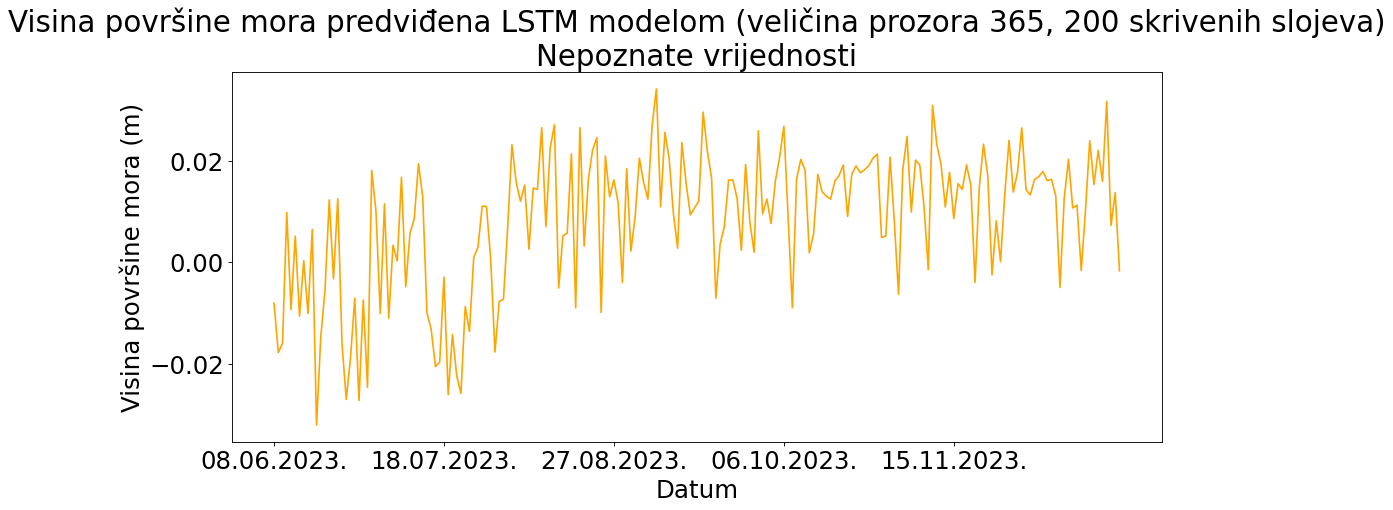 Visina površine mora predviđena LSTM modelom (veličina prozora 365, 200 skrivenih slojeva)
Nepoznate vrijednosti
Visina površine mora (m)
0.02
0.00
−0.02
08.06.2023. 18.07.2023. 27.08.2023. 06.10.2023. 15.11.2023.
Datum